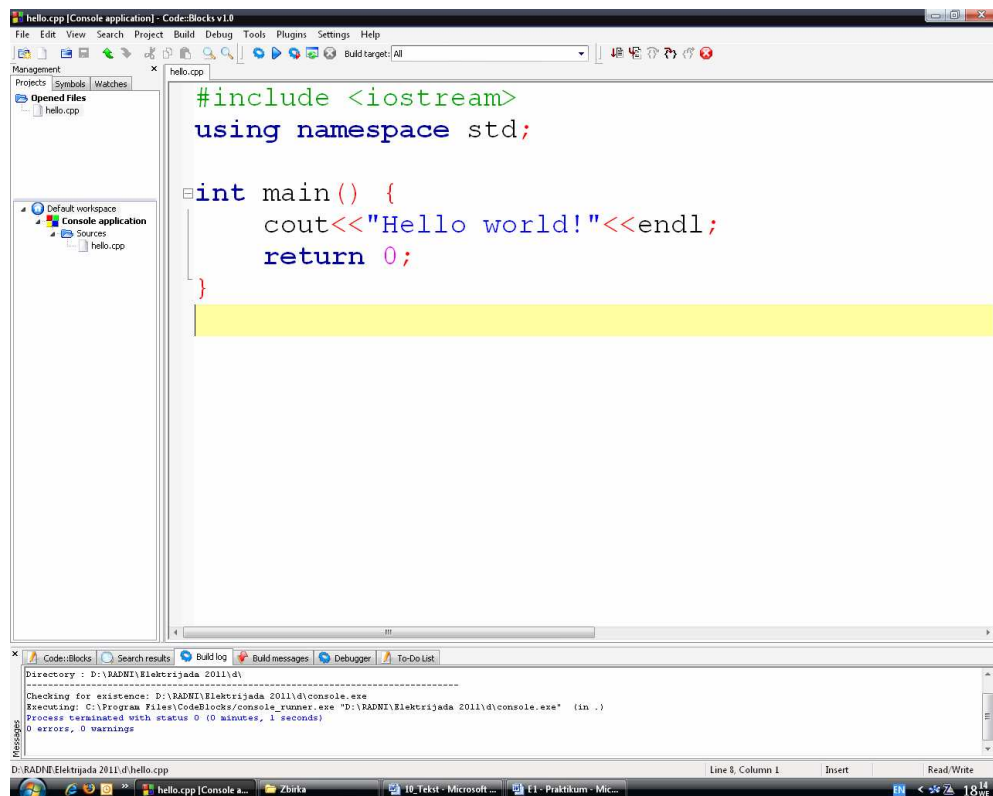 hello.cpp [Console application] - Code::Blocks v1.0
File Edit View Search Project Build Debug Tools Plugins Settings Help
Build target: All
Management
Projects Symbols Watches
Opened Files
hello.cpp
Default workspace
Console application
Sources
hello.cpp
hello.cpp
#include <iostream>
using namespace std;
int main() {
cout<<"Hello world!"<<endl;
return 0;
}
Messages
Code::Blocks Search results Build log Build messages Debugger To-Do List
Directory : D:\RADNI\Elektrijada 2011\d\
--------------------------------------------------------------------------------
Checking for existence: D:\RADNI\Elektrijada 2011\d\console.exe
Executing: C:\Program Files\CodeBlocks/console_runner.exe "D:\RADNI\Elektrijada 2011\d\console.exe" (in .)
Process terminated with status 0 (0 minutes, 1 seconds)
0 errors, 0 warnings
D:\RADNI\Elektrijada 2011\d\hello.cpp Line 8, Column 1 Insert Read/Write
hello.cpp [Console a... Zbirka 10_Tekst - Microsoft ... E1 - Praktikum - Mic... EN 18 14 WE